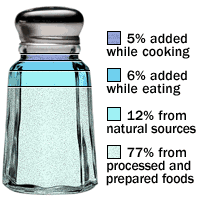 5% added
while cooking
6% added
while eating
12% from
natural sources
77% from
processed and
prepared foods